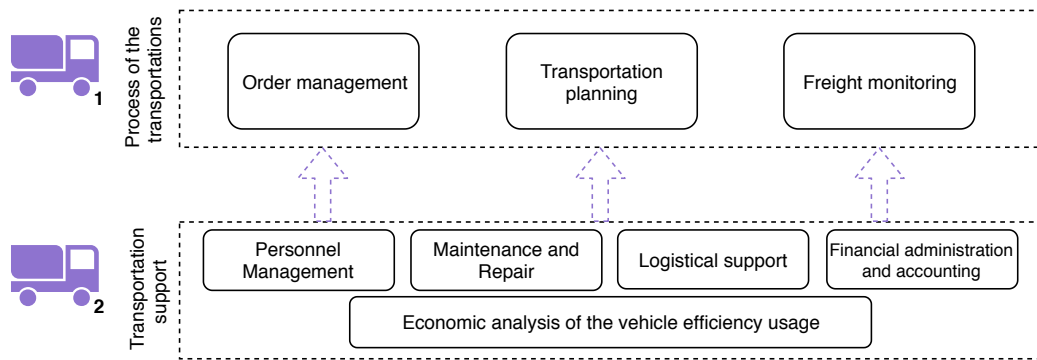 Process of the
transportations
1
Order management
Transportation
planning
Freight monitoring
Transportation
support
2
Personnel
Management
Maintenance and
Repair
Logistical support
Financial administration
and accounting
Economic analysis of the vehicle efficiency usage